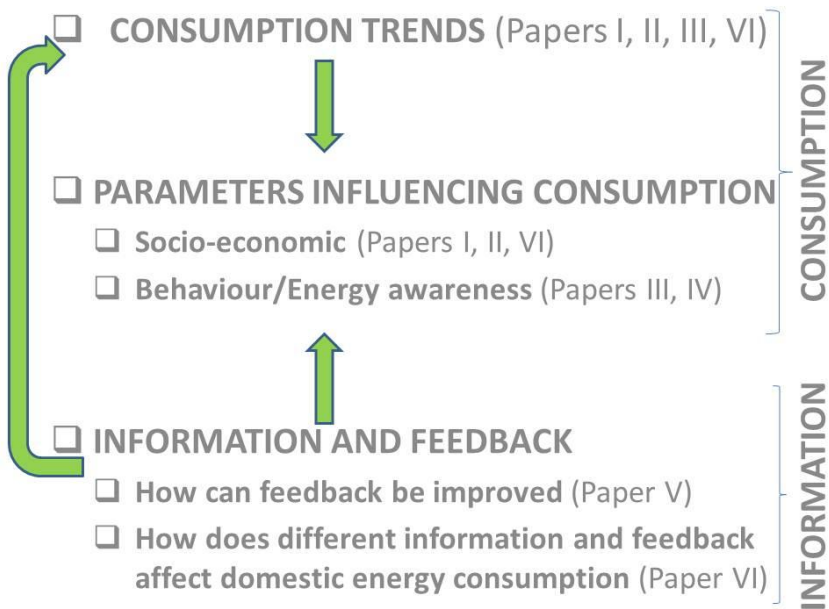 ❑ CONSUMPTION TRENDS (Papers I, II, III, VI)
❑ PARAMETERS INFLUENCING CONSUMPTION
❑ Socio-economic (Papers I, II, VI)
❑ Behaviour/Energy awareness (Papers III, IV)
CONSUMPTION
❑ INFORMATION AND FEEDBACK
❑ How can feedback be improved (Paper V)
❑ How does different information and feedback
affect domestic energy consumption (Paper VI)
INFORMATION